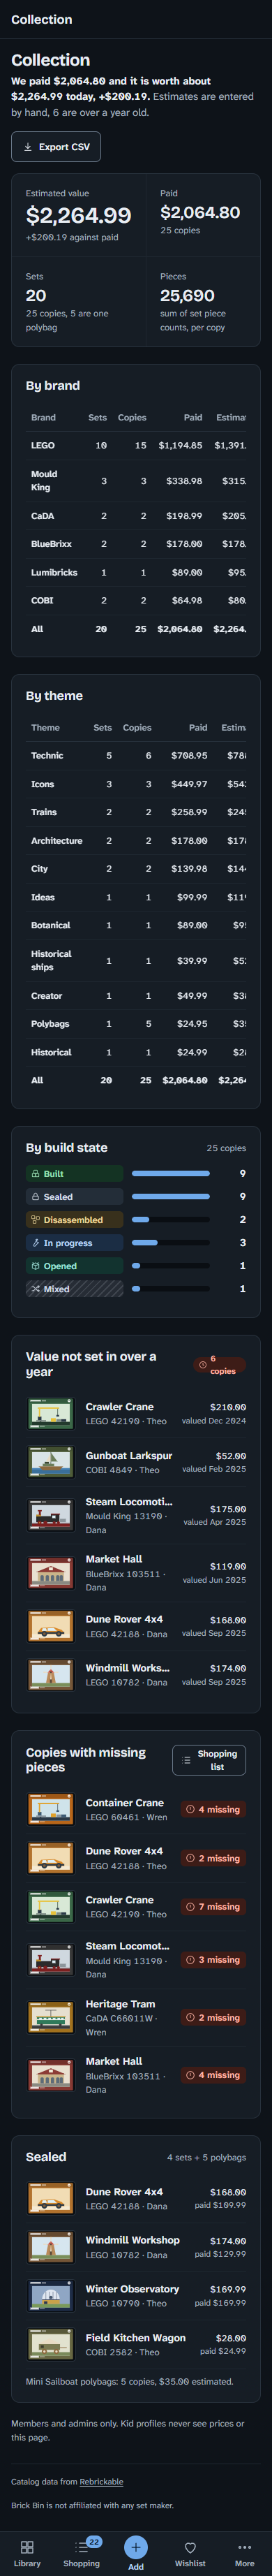 Collection
Collection
We paid $2,064.80 and it is worth about
$2,264.99 today, +$200.19. Estimates are entered
by hand, 6 are over a year old.
Export CSV
Estimated value
$2,264.99
+$200.19 against paid
Paid
$2,064.80
25 copies
Sets
20
25 copies, 5 are one
polybag
Pieces
25,690
sum of set piece
counts, per copy
By brand
Brand Sets Copies Paid Estimat
LEGO 10 15 $1,194.85 $1,391.
Mould
King 3 3 $338.98 $315.
CaDA 2 2 $198.99 $205.
BlueBrixx 2 2 $178.00 $178.
Lumibricks 1 1 $89.00 $95.
COBI 2 2 $64.98 $80.
All 20 25 $2,064.80 $2,264.
By theme
Theme Sets Copies Paid Estima
Technic 5 6 $708.95 $788
Icons 3 3 $449.97 $542
Trains 2 2 $258.99 $245
Architecture 2 2 $178.00 $178
City 2 2 $139.98 $144
Ideas 1 1 $99.99 $119
Botanical 1 1 $89.00 $95
Historical
ships 1 1 $39.99 $52
Creator 1 1 $49.99 $38
Polybags 1 5 $24.95 $35
Historical 1 1 $24.99 $28
All 20 25 $2,064.80 $2,264
By build state 25 copies
Built 9
Sealed 9
Disassembled 2
In progress 3
Opened 1
Mixed 1
Value not set in over a
year
6
copies
Crawler Crane $210.00
LEGO 42190 · Theo valued Dec 2024
Gunboat Larkspur $52.00
COBI 4849 · Theo valued Feb 2025
Steam Locomoti... $175.00
Mould King 13190 · valued Apr 2025
Dana
Market Hall $119.00
BlueBrixx 103511 · valued Jun 2025
Dana
Dune Rover 4x4 $168.00
LEGO 42188 · Theo valued Sep 2025
Windmill Works... $174.00
LEGO 10782 · Dana valued Sep 2025
Copies with missing
pieces
Shopping
list
Container Crane
LEGO 60461 · Wren 4 missing
Dune Rover 4x4
LEGO 42188 · Theo 2 missing
Crawler Crane
LEGO 42190 · Theo 7 missing
Steam Locomot...
Mould King 13190 · 3 missing
Dana
Heritage Tram
CaDA C66011W · 2 missing
Wren
Market Hall
BlueBrixx 103511 · 4 missing
Dana
Sealed 4 sets + 5 polybags
Dune Rover 4x4 $168.00
LEGO 42188 · Dana paid $109.99
Windmill Workshop $174.00
LEGO 10782 · Dana paid $129.99
Winter Observatory $169.99
LEGO 10790 · Dana paid $169.99
Field Kitchen Wagon $28.00
COBI 2582 · Theo paid $24.99
Mini Sailboat polybags: 5 copies, $35.00 estimated.
Members and admins only. Kid profiles never see prices or
this page.
Catalog data from Rebrickable
Brick Bin is not affiliated with any set maker.
22
Library Shopping Add Wishlist More